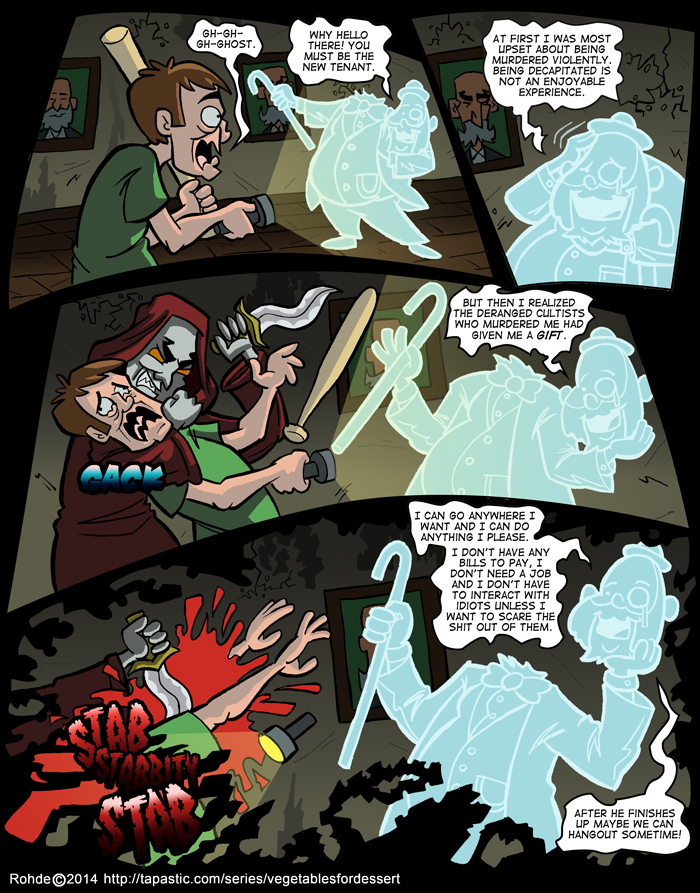 GH-GH-
GH-GHOST.
WHY HELLO
THERE! YOU
MUST BE THE
NEW TENANT.
AT FIRST I WAS MOST
UPSET ABOUT BEING
MURDERED VIOLENTLY.
BEING DECAPITATED IS
NOT AN ENJOYABLE
EXPERIENCE.
BUT THEN I REALIZED
THE DERANGED CULTISTS
WHO MURDERED ME HAD
GIVEN ME A GIFT.
GACK
I CAN GO ANYWHERE I
WANT AND I CAN DO
ANYTHING I PLEASE.
I DON'T HAVE ANY
BILLS TO PAY, I
DON'T NEED A JOB
AND I DON'T HAVE
TO INTERACT WITH
IDIOTS UNLESS I
WANT TO SCARE THE
SHIT OUT OF THEM.
STAB
STABBITY
STAB
AFTER HE FINISHES
UP MAYBE WE CAN
HANGOUT SOMETIME!
Rohde©2014 http://tapastic.com/series/vegetablesfordessert